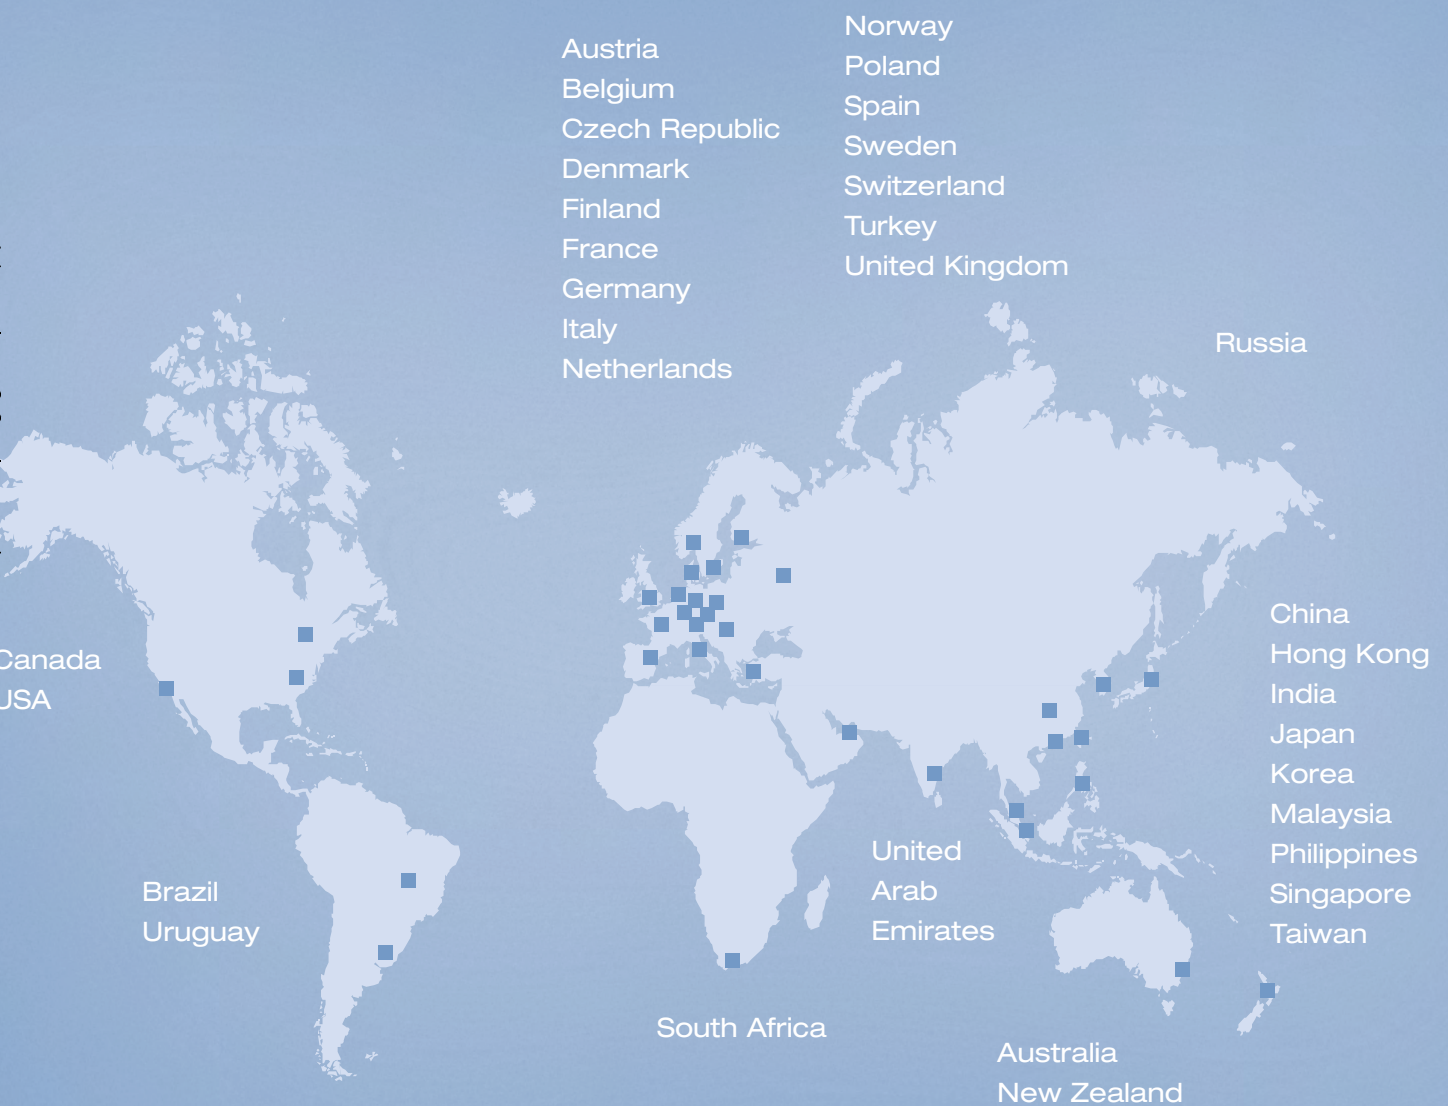 Norway
Poland
Spain
Sweden
Switzerland
Turkey
United Kingdom
Austria
Belgium
Czech Republic
Denmark
Finland
France
Germany
Italy
Netherlands
Russia
Canada
USA
China
Hong Kong
India
Japan
Korea
Malaysia
Philippines
Singapore
Taiwan
Brazil
Uruguay
United
Arab
Emirates
South Africa
Australia
New Zealand